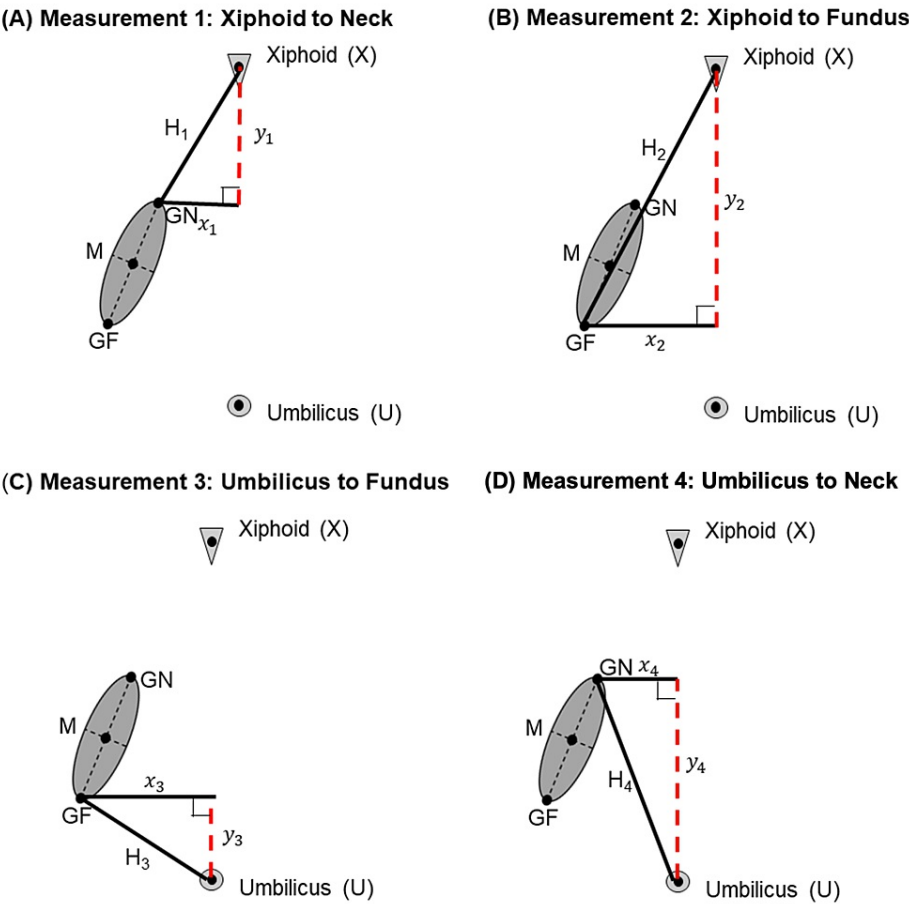 (A) Measurement 1: Xiphoid to Neck
Xiphoid (X)
H₁
y₁
GN
x₁
M
GF
Umbilicus (U)
(B) Measurement 2: Xiphoid to Fundus
Xiphoid (X)
H₂
y₂
GN
M
GF
x₂
Umbilicus (U)
(C) Measurement 3: Umbilicus to Fundus
Xiphoid (X)
GN
M
x₃
GF
y₃
H₃
Umbilicus (U)
(D) Measurement 4: Umbilicus to Neck
Xiphoid (X)
GN x₄
M
y₄
H₄
GF
Umbilicus (U)